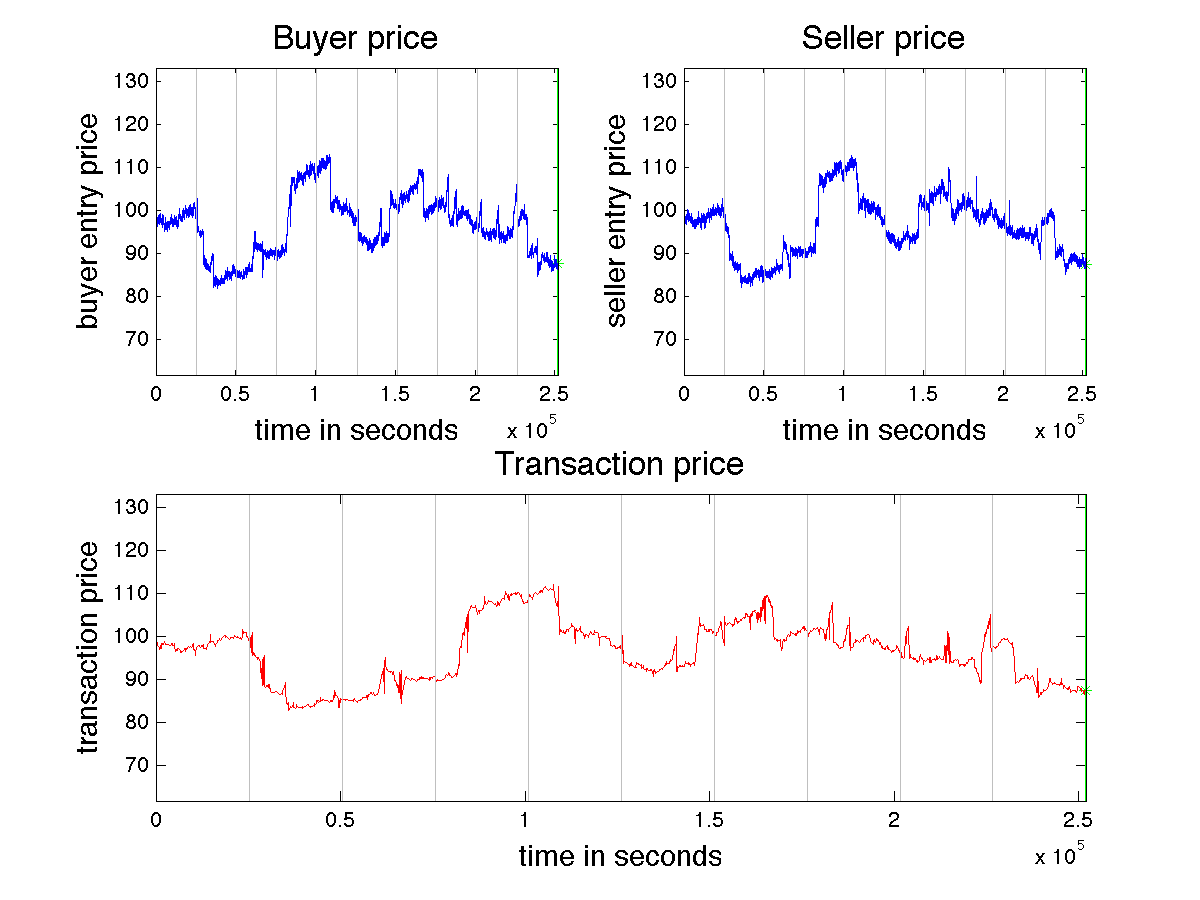 Buyer price
130
120
110
100
90
80
70
buyer entry price
0 0.5 1 1.5 2 2.5
time in seconds
x 10^5
Seller price
130
120
110
100
90
80
70
seller entry price
0 0.5 1 1.5 2 2.5
time in seconds
x 10^5
Transaction price
130
120
110
100
90
80
70
transaction price
0 0.5 1 1.5 2 2.5
time in seconds
x 10^5